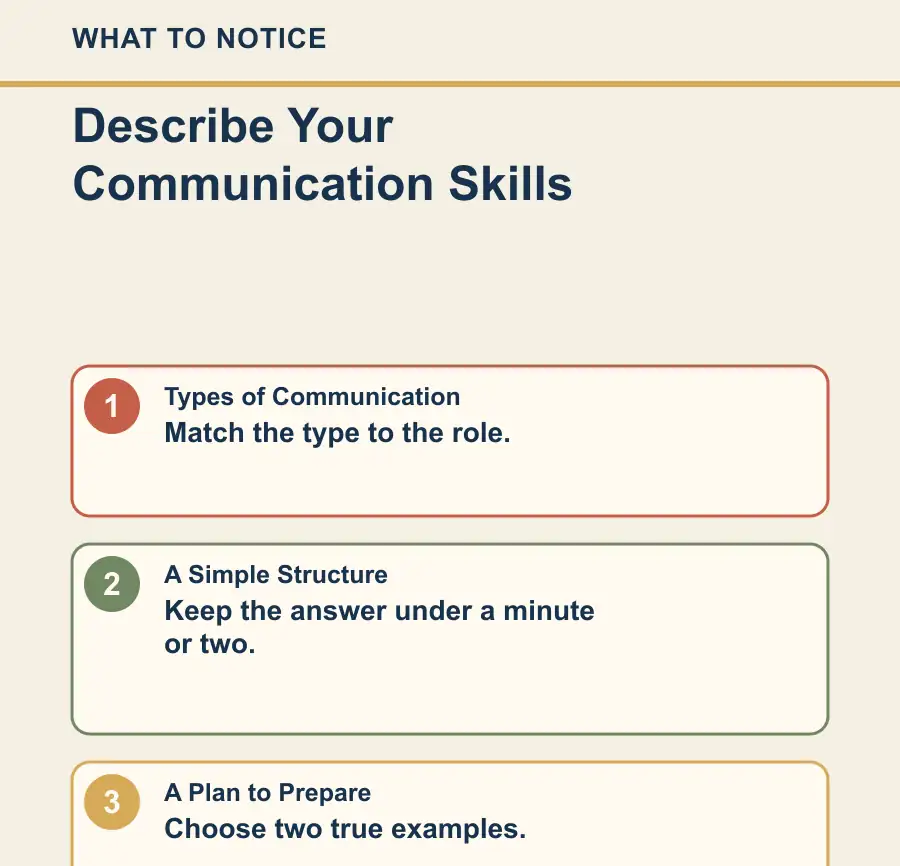 WHAT TO NOTICE
Describe Your
Communication Skills
1
Types of Communication
Match the type to the role.
2
A Simple Structure
Keep the answer under a minute
or two.
3
A Plan to Prepare
Choose two true examples.